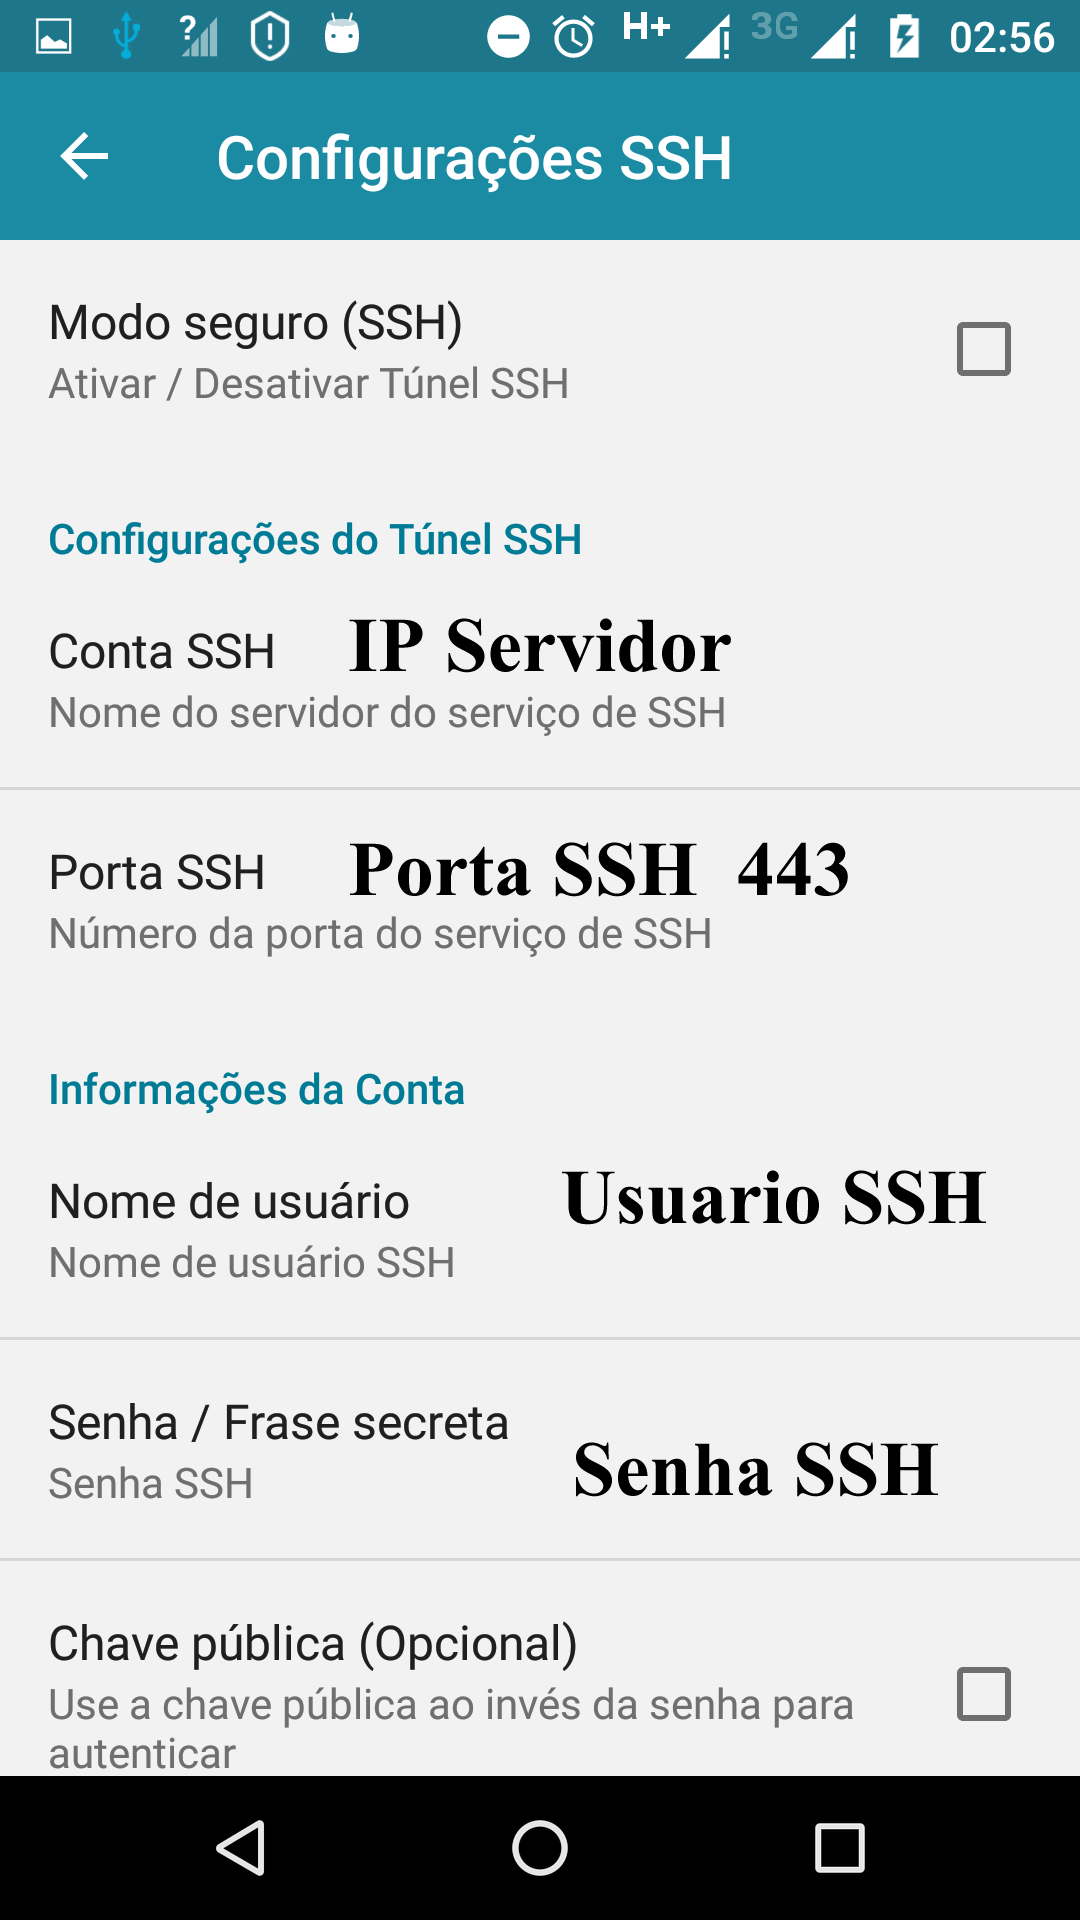 ? H+ ! 3G ! 02:56
Configurações SSH
Modo seguro (SSH)
Ativar / Desativar Túnel SSH
Configurações do Túnel SSH
Conta SSH IP Servidor
Nome do servidor do serviço de SSH
Porta SSH Porta SSH 443
Número da porta do serviço de SSH
Informações da Conta
Nome de usuário Usuario SSH
Nome de usuário SSH
Senha / Frase secreta
Senha SSH Senha SSH
Chave pública (Opcional)
Use a chave pública ao invés da senha para
autenticar